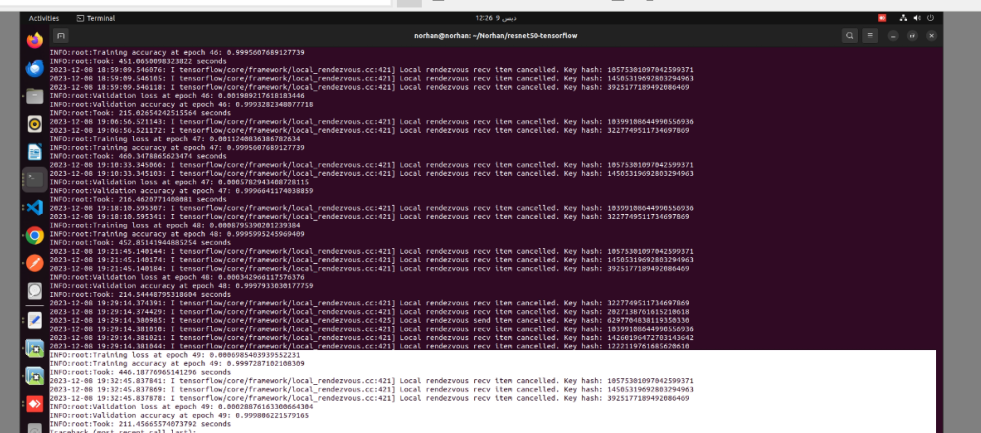 Activities
Terminal
12:26 9 ديس
norhan@norhan: ~/Norhan/resnet50-tensorflow
INFO:root:Training accuracy at epoch 46: 0.9995607689127739
INFO:root:Took: 451.0650098323822 seconds
2023-12-08 18:59:09.546076: I tensorflow/core/framework/local_rendezvous.cc:421] Local rendezvous recv item cancelled. Key hash: 10575301097042599371
2023-12-08 18:59:09.546105: I tensorflow/core/framework/local_rendezvous.cc:421] Local rendezvous recv item cancelled. Key hash: 14505319692803294963
2023-12-08 18:59:09.546118: I tensorflow/core/framework/local_rendezvous.cc:421] Local rendezvous recv item cancelled. Key hash: 3925177189492086469
INFO:root:Validation loss at epoch 46: 0.001989217618183446
INFO:root:Validation accuracy at epoch 46: 0.9993282340077718
INFO:root:Took: 215.02654242515564 seconds
2023-12-08 19:06:56.521143: I tensorflow/core/framework/local_rendezvous.cc:421] Local rendezvous recv item cancelled. Key hash: 10399108644990556936
2023-12-08 19:06:56.521172: I tensorflow/core/framework/local_rendezvous.cc:421] Local rendezvous recv item cancelled. Key hash: 3227749511734697869
INFO:root:Training loss at epoch 47: 0.0011240836386782634
INFO:root:Training accuracy at epoch 47: 0.9995607689127739
INFO:root:Took: 460.3478865623474 seconds
2023-12-08 19:10:33.345066: I tensorflow/core/framework/local_rendezvous.cc:421] Local rendezvous recv item cancelled. Key hash: 10575301097042599371
2023-12-08 19:10:33.345103: I tensorflow/core/framework/local_rendezvous.cc:421] Local rendezvous recv item cancelled. Key hash: 14505319692803294963
INFO:root:Validation loss at epoch 47: 0.0005782943408728115
INFO:root:Validation accuracy at epoch 47: 0.9996641174038859
INFO:root:Took: 216.4620771408081 seconds
2023-12-08 19:18:10.595307: I tensorflow/core/framework/local_rendezvous.cc:421] Local rendezvous recv item cancelled. Key hash: 10399108644990556936
2023-12-08 19:18:10.595341: I tensorflow/core/framework/local_rendezvous.cc:421] Local rendezvous recv item cancelled. Key hash: 3227749511734697869
INFO:root:Training loss at epoch 48: 0.0008795390201239384
INFO:root:Training accuracy at epoch 48: 0.9995995245969409
INFO:root:Took: 452.85141944885254 seconds
2023-12-08 19:21:45.140144: I tensorflow/core/framework/local_rendezvous.cc:421] Local rendezvous recv item cancelled. Key hash: 10575301097042599371
2023-12-08 19:21:45.140174: I tensorflow/core/framework/local_rendezvous.cc:421] Local rendezvous recv item cancelled. Key hash: 14505319692803294963
2023-12-08 19:21:45.140184: I tensorflow/core/framework/local_rendezvous.cc:421] Local rendezvous recv item cancelled. Key hash: 3925177189492086469
INFO:root:Validation loss at epoch 48: 0.000342966117576376
INFO:root:Validation accuracy at epoch 48: 0.9997933030177759
INFO:root:Took: 214.54448795318604 seconds
2023-12-08 19:29:14.374391: I tensorflow/core/framework/local_rendezvous.cc:421] Local rendezvous recv item cancelled. Key hash: 3227749511734697869
2023-12-08 19:29:14.374429: I tensorflow/core/framework/local_rendezvous.cc:421] Local rendezvous recv item cancelled. Key hash: 2027138761615210618
2023-12-08 19:29:14.380985: I tensorflow/core/framework/local_rendezvous.cc:425] Local rendezvous send item cancelled. Key hash: 6297704838119350330
2023-12-08 19:29:14.381010: I tensorflow/core/framework/local_rendezvous.cc:421] Local rendezvous recv item cancelled. Key hash: 10399108644990556936
2023-12-08 19:29:14.381021: I tensorflow/core/framework/local_rendezvous.cc:421] Local rendezvous recv item cancelled. Key hash: 14260196472703143642
2023-12-08 19:29:14.381044: I tensorflow/core/framework/local_rendezvous.cc:421] Local rendezvous recv item cancelled. Key hash: 12221197616856206​10
INFO:root:Training loss at epoch 49: 0.0006985403939552231
INFO:root:Training accuracy at epoch 49: 0.9997287102108309
INFO:root:Took: 446.18776965141296 seconds
2023-12-08 19:32:45.837841: I tensorflow/core/framework/local_rendezvous.cc:421] Local rendezvous recv item cancelled. Key hash: 10575301097042599371
2023-12-08 19:32:45.837869: I tensorflow/core/framework/local_rendezvous.cc:421] Local rendezvous recv item cancelled. Key hash: 14505319692803294963
2023-12-08 19:32:45.837878: I tensorflow/core/framework/local_rendezvous.cc:421] Local rendezvous recv item cancelled. Key hash: 3925177189492086469
INFO:root:Validation loss at epoch 49: 0.00028876163300664304
INFO:root:Validation accuracy at epoch 49: 0.999806221579165
INFO:root:Took: 211.45665574073792 seconds
Traceback (most recent call last):